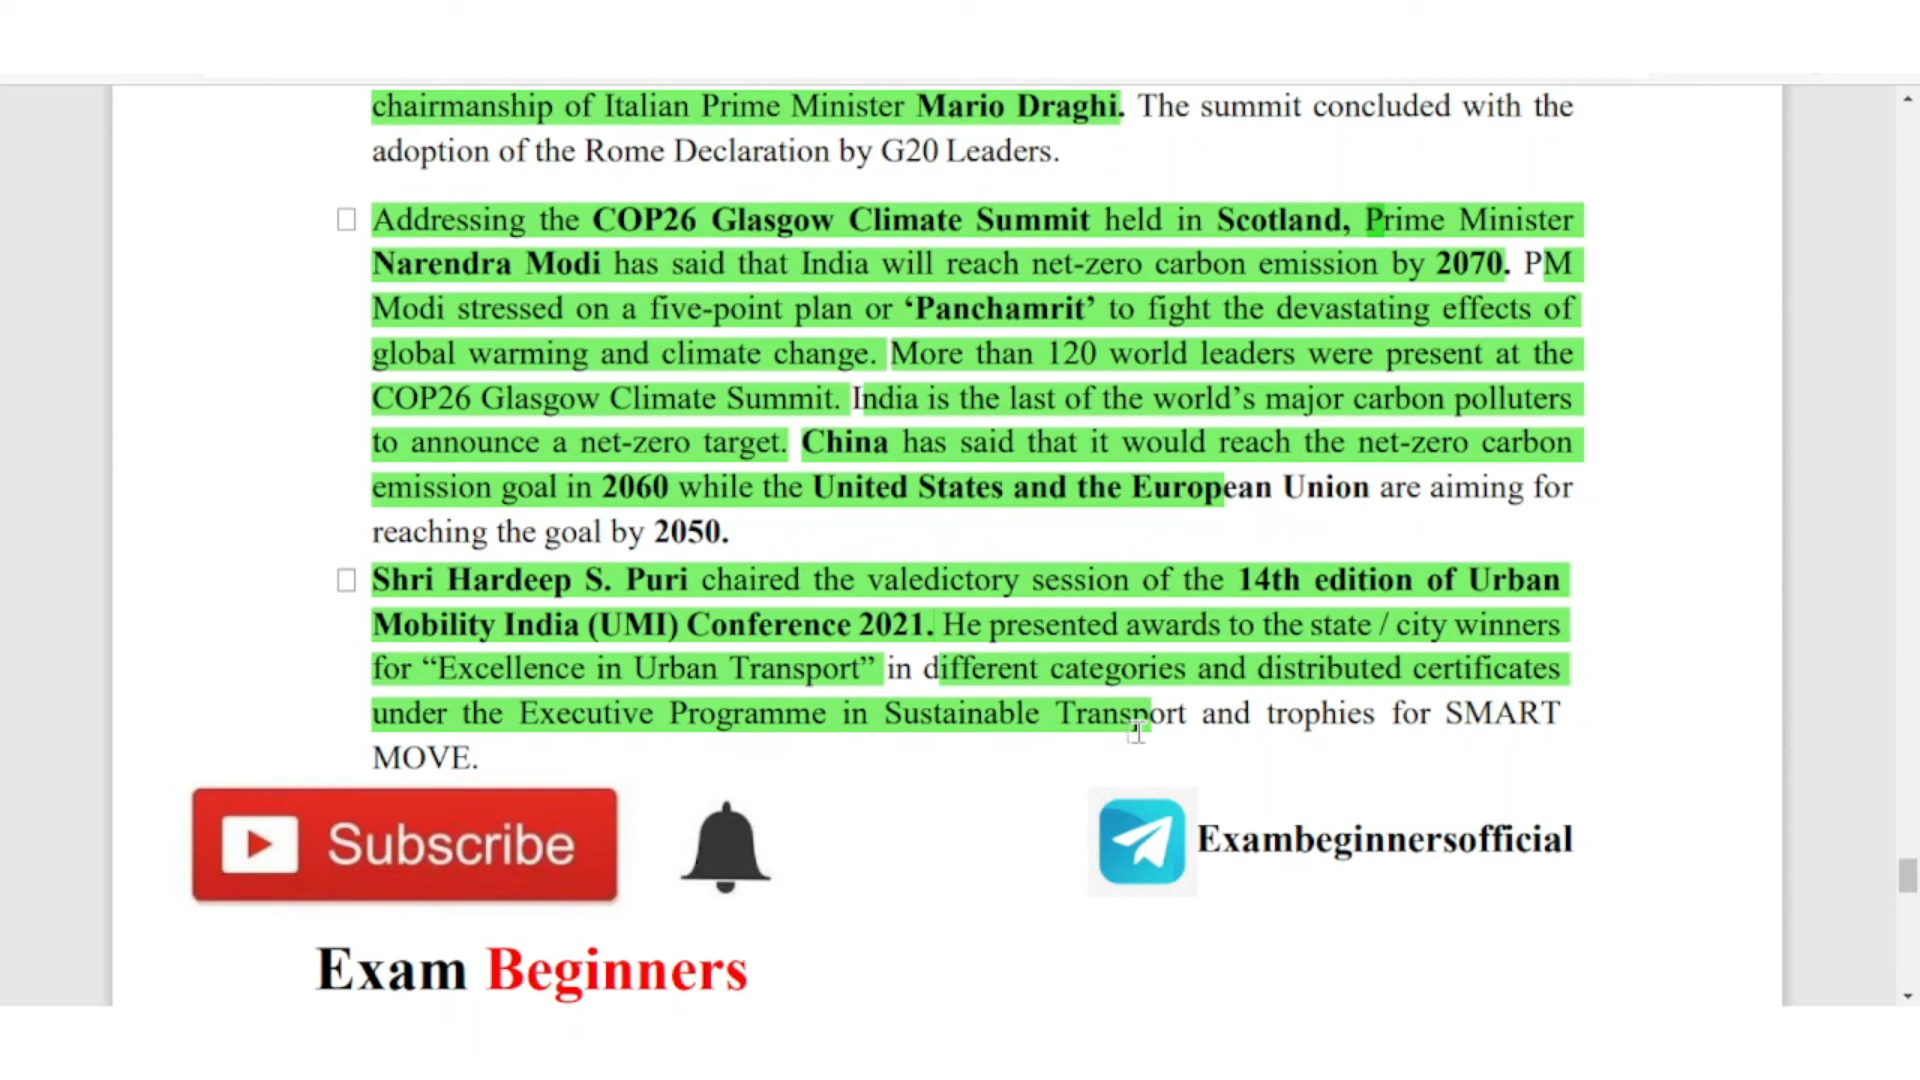 chairmanship of Italian Prime Minister Mario Draghi. The summit concluded with the
adoption of the Rome Declaration by G20 Leaders.
Addressing the COP26 Glasgow Climate Summit held in Scotland, Prime Minister
Narendra Modi has said that India will reach net-zero carbon emission by 2070. PM
Modi stressed on a five-point plan or ‘Panchamrit’ to fight the devastating effects of
global warming and climate change. More than 120 world leaders were present at the
COP26 Glasgow Climate Summit. India is the last of the world’s major carbon polluters
to announce a net-zero target. China has said that it would reach the net-zero carbon
emission goal in 2060 while the United States and the European Union are aiming for
reaching the goal by 2050.
Shri Hardeep S. Puri chaired the valedictory session of the 14th edition of Urban
Mobility India (UMI) Conference 2021. He presented awards to the state / city winners
for “Excellence in Urban Transport” in different categories and distributed certificates
under the Executive Programme in Sustainable Transport and trophies for SMART
MOVE.
Subscribe
Exambeginnersofficial
Exam Beginners